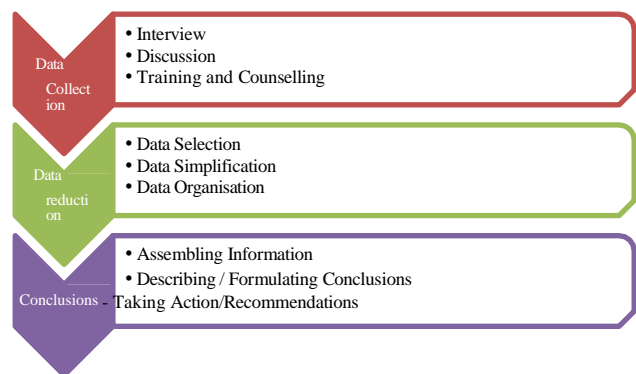 Data
Collect
ion
• Interview
• Discussion
• Training and Counselling
Data
reducti
on
• Data Selection
• Data Simplification
• Data Organisation
• Assembling Information
• Describing / Formulating Conclusions
Conclusions - Taking Action/Recommendations